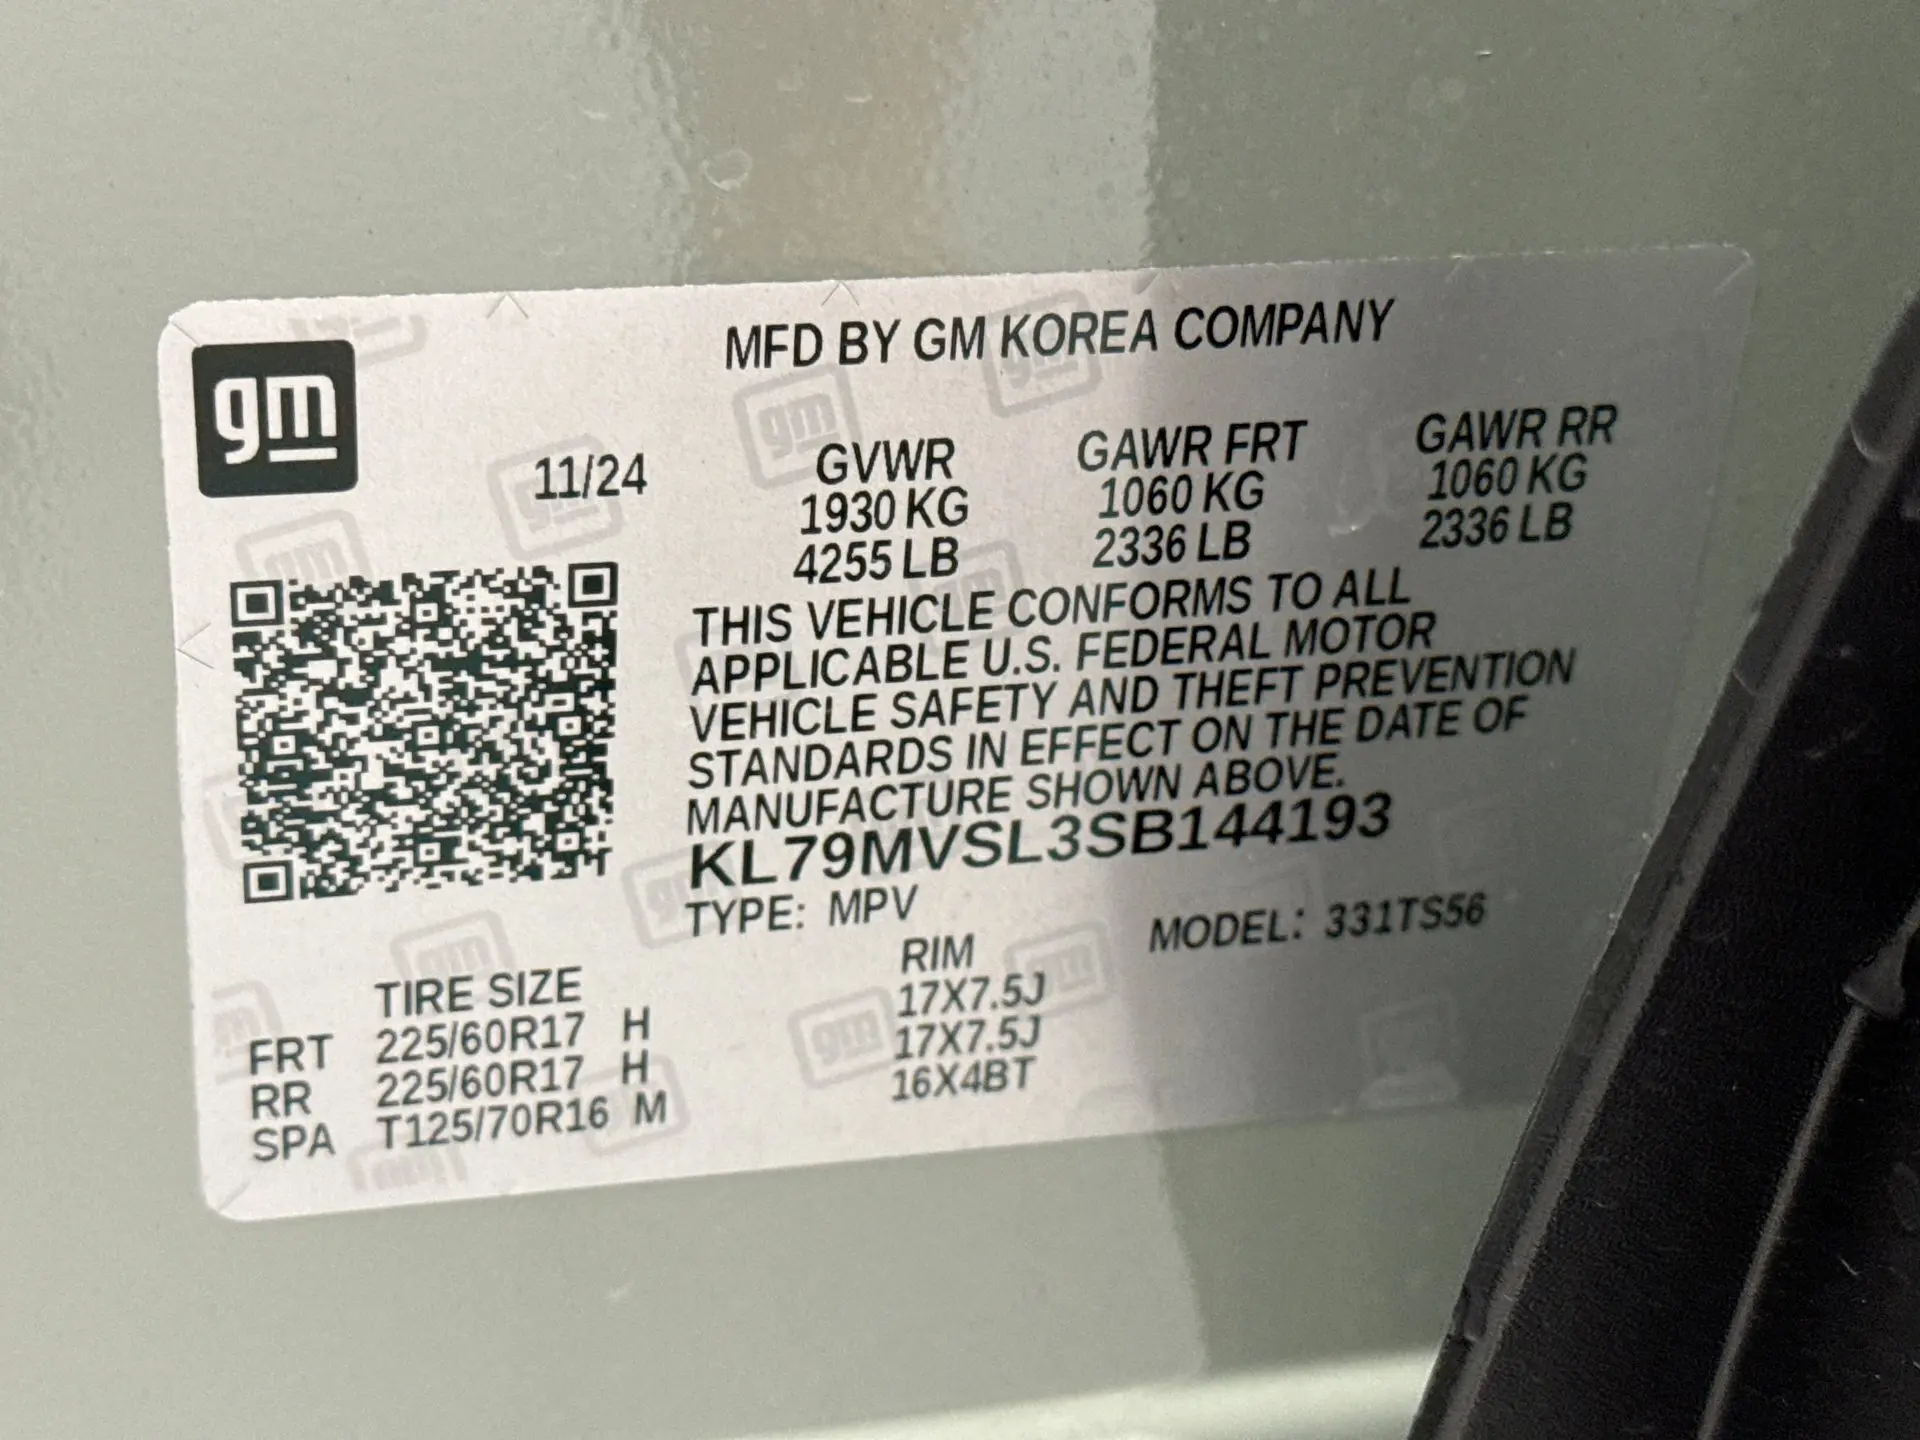 gm
MFD BY GM KOREA COMPANY
11/24 GVWR GAWR FRT GAWR RR
1930 KG 1060 KG 1060 KG
4255 LB 2336 LB 2336 LB
THIS VEHICLE CONFORMS TO ALL
APPLICABLE U.S. FEDERAL MOTOR
VEHICLE SAFETY AND THEFT PREVENTION
STANDARDS IN EFFECT ON THE DATE OF
MANUFACTURE SHOWN ABOVE.
KL79MVSL3SB144193
TYPE: MPV MODEL: 331TS56
TIRE SIZE RIM
FRT 225/60R17 H 17X7.5J
RR 225/60R17 H 17X7.5J
SPA T125/70R16 M 16X4BT